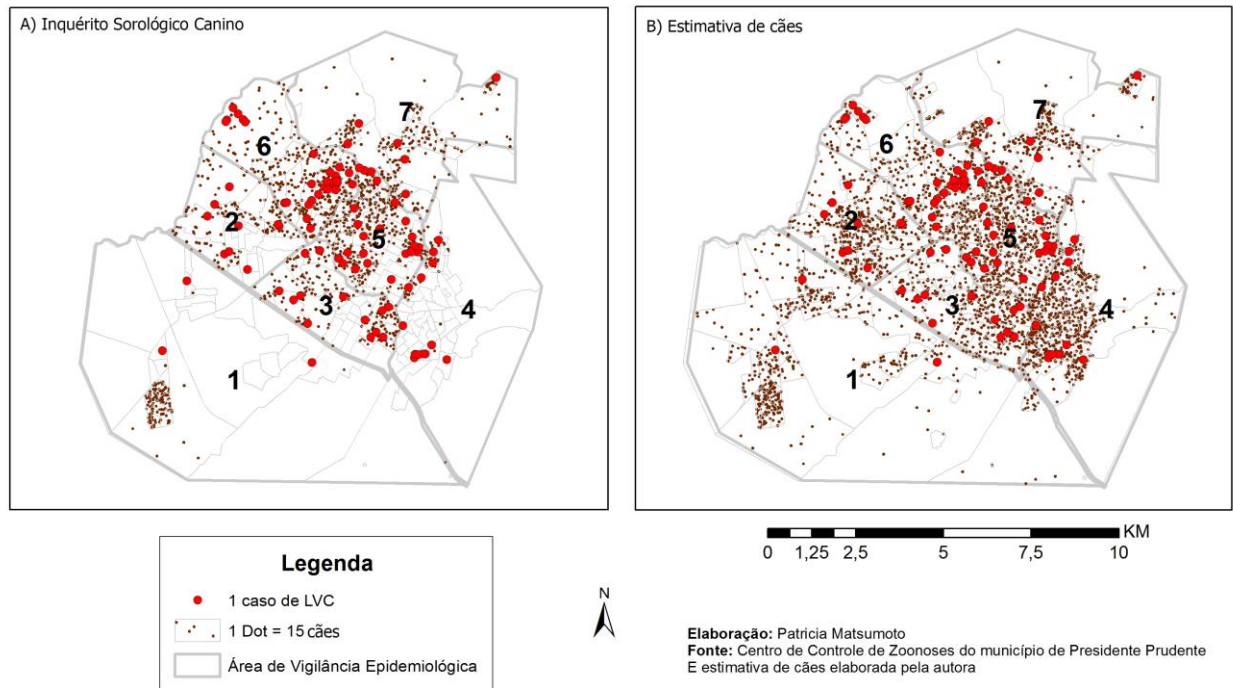 A) Inquérito Sorológico Canino
7
6
2
5
3
4
1
B) Estimativa de cães
7
6
2
5
3
4
1
Legenda
1 caso de LVC
1 Dot = 15 cães
Área de Vigilância Epidemiológica
N
KM
0 1,25 2,5 5 7,5 10
Elaboração: Patricia Matsumoto
Fonte: Centro de Controle de Zoonoses do município de Presidente Prudente
E estimativa de cães elaborada pela autora